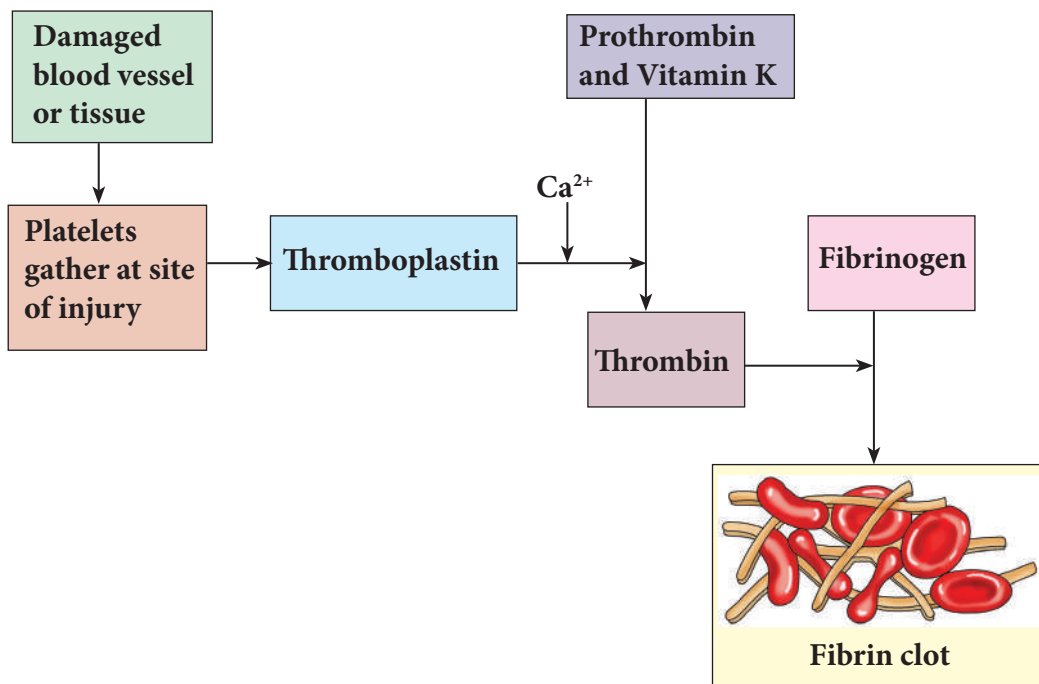 Damaged
blood vessel
or tissue
Prothrombin
and Vitamin K
Ca²⁺
Platelets
gather at site
of injury
Thromboplastin
Fibrinogen
Thrombin
Fibrin clot